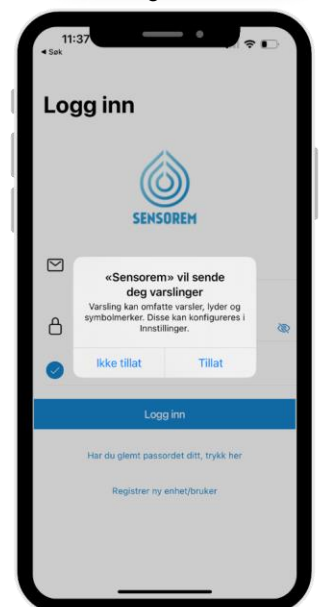 11:37
◀ Søk
Logg inn
SENSOREM
«Sensorem» vil sende
deg varslinger
Varsling kan omfatte varsler, lyder og
symbolmerker. Disse kan konfigureres i
Innstillinger.
Ikke tillat
Tillat
Logg inn
Har du glemt passordet ditt, trykk her
Registrer ny enhet/bruker